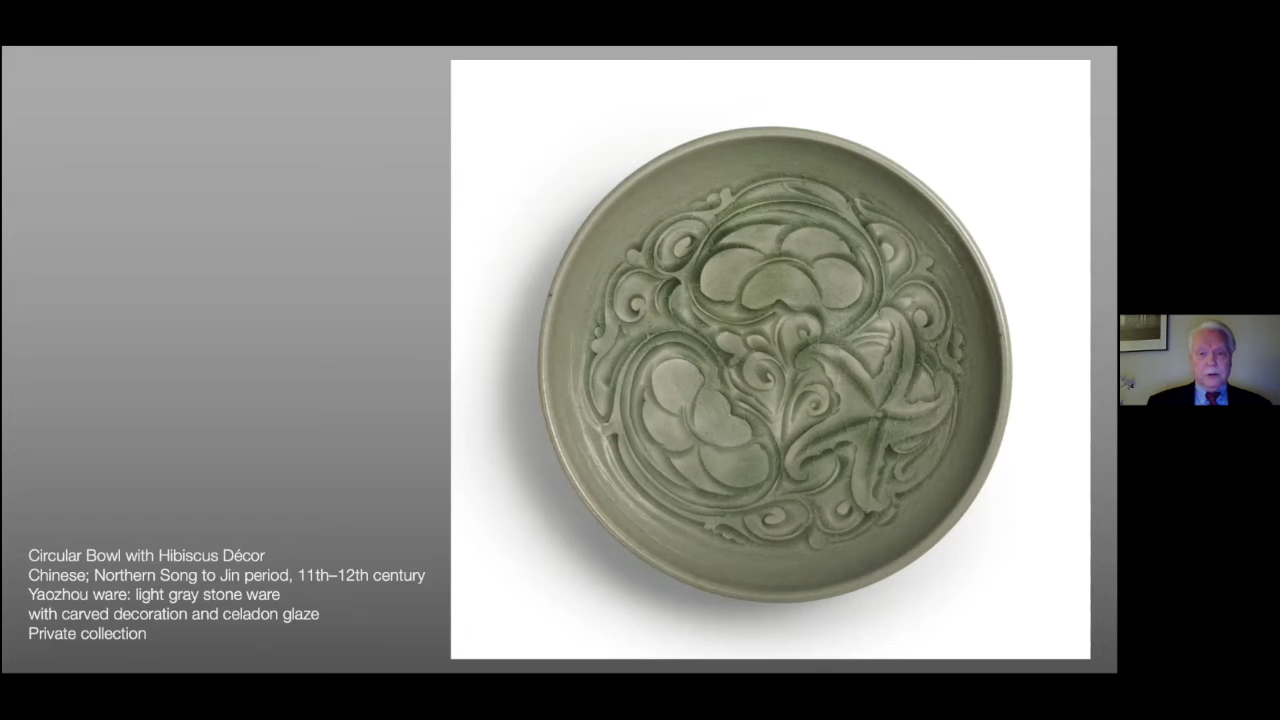 Circular Bowl with Hibiscus Décor
Chinese; Northern Song to Jin period, 11th–12th century
Yaozhou ware: light gray stone ware
with carved decoration and celadon glaze
Private collection